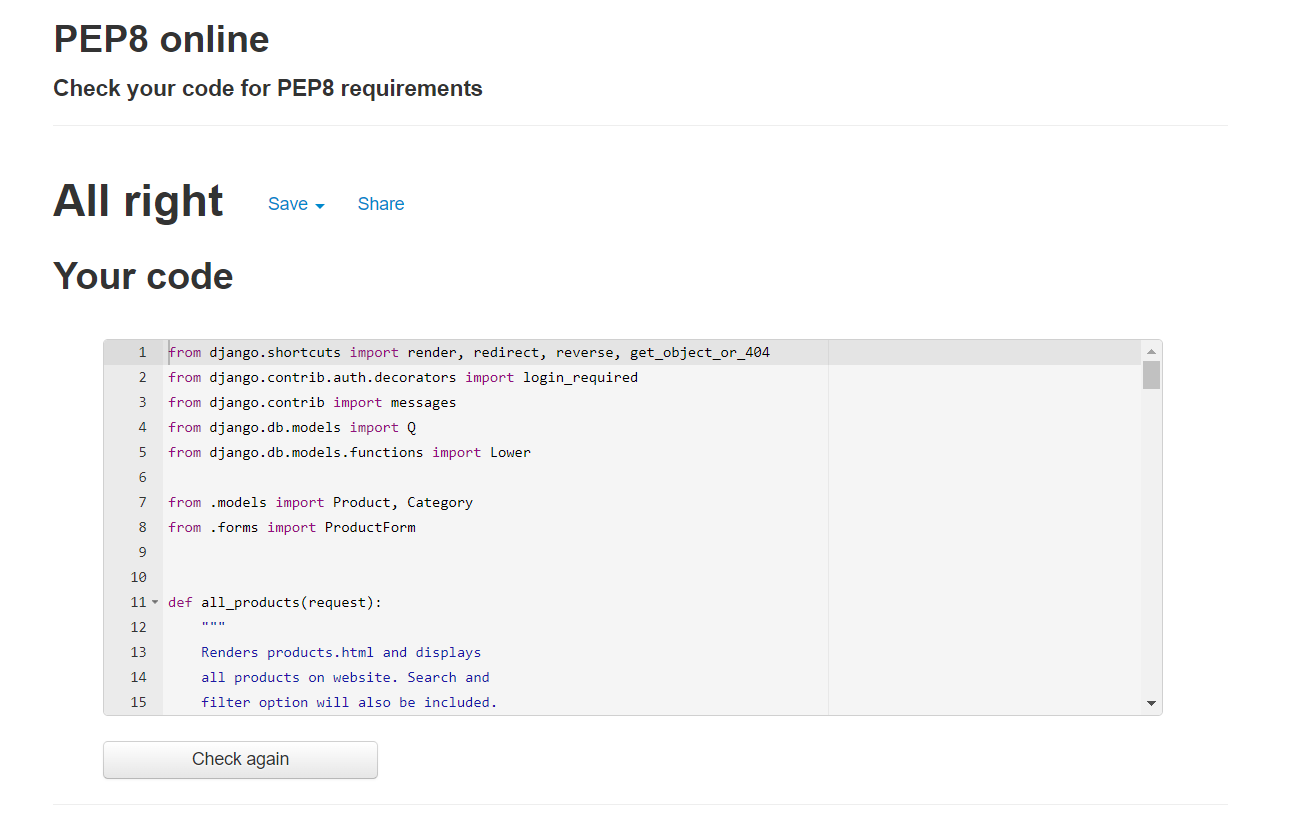 PEP8 online
Check your code for PEP8 requirements
All right Save Share
Your code
1 from django.shortcuts import render, redirect, reverse, get_object_or_404
2 from django.contrib.auth.decorators import login_required
3 from django.contrib import messages
4 from django.db.models import Q
5 from django.db.models.functions import Lower
6
7 from .models import Product, Category
8 from .forms import ProductForm
9
10
11 def all_products(request):
12     """
13     Renders products.html and displays
14     all products on website. Search and
15     filter option will also be included.
Check again